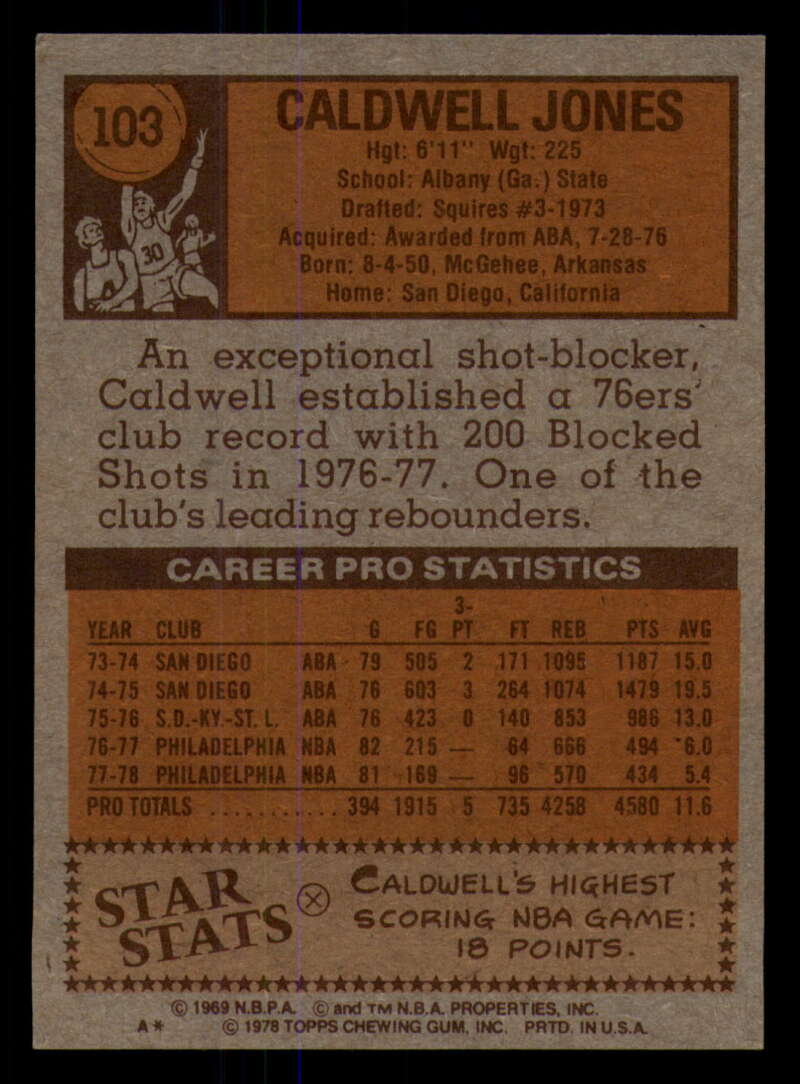 103
CALDWELL JONES
Hgt: 6'11" Wgt: 225
School: Albany (Ga.) State
Drafted: Squires #3-1973
Acquired: Awarded from ABA, 7-28-76
Born: 8-4-50, McGehee, Arkansas
Home: San Diego, California
30
An exceptional shot-blocker,
Caldwell established a 76ers'
club record with 200 Blocked
Shots in 1976-77. One of the
club's leading rebounders.
CAREER PRO STATISTICS
YEAR CLUB G FG 3-PT FT REB PTS AVG
73-74 SAN DIEGO ABA 79 505 2 171 1095 1187 15.0
74-75 SAN DIEGO ABA 76 603 3 264 1074 1479 19.5
75-76 S.D.-KY.-ST. L. ABA 76 423 0 140 853 986 13.0
76-77 PHILADELPHIA NBA 82 215 — 64 666 494 6.0
77-78 PHILADELPHIA NBA 81 169 — 96 570 434 5.4
PRO TOTALS ............ 394 1915 5 735 4258 4580 11.6
STAR STATS
CALDWELL'S HIGHEST
SCORING NBA GAME:
18 POINTS.
© 1969 N.B.P.A. © and TM N.B.A. PROPERTIES, INC.
A* © 1978 TOPPS CHEWING GUM, INC. PRTD. IN U.S.A.